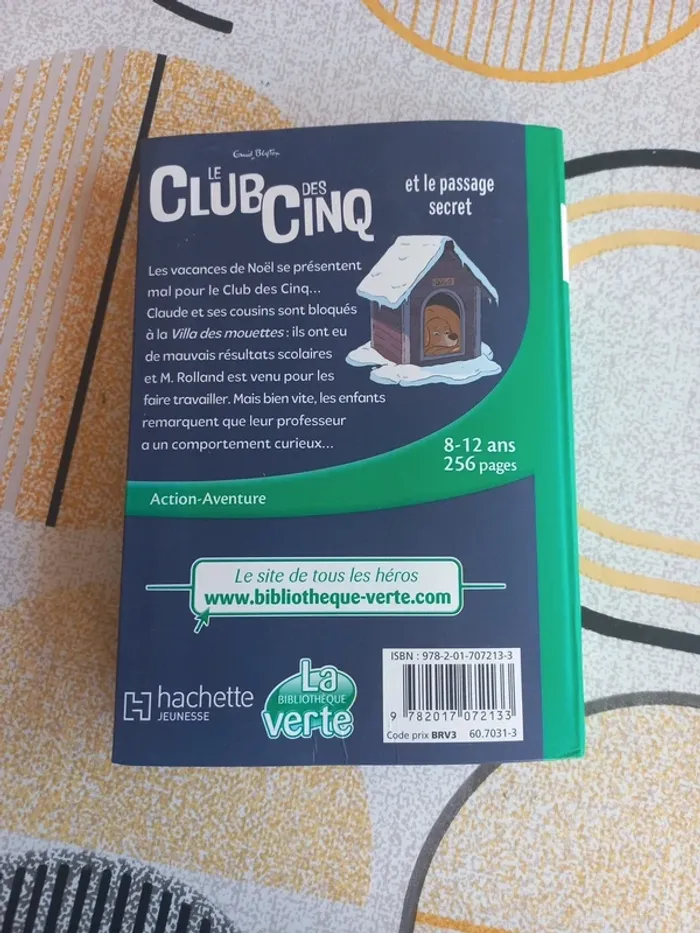 Enid Blyton
LE
CLUB DES
CINQ
et le passage
secret
Les vacances de Noël se présentent
mal pour le Club des Cinq...
Claude et ses cousins sont bloqués
à la Villa des mouettes : ils ont eu
de mauvais résultats scolaires
et M. Rolland est venu pour les
faire travailler. Mais bien vite, les enfants
remarquent que leur professeur
a un comportement curieux...
8-12 ans
256 pages
Action-Aventure
Le site de tous les héros
www.bibliotheque-verte.com
hachette
JEUNESSE
La
BIBLIOTHÈQUE
verte
ISBN : 978-2-01-707213-3
9 782017 072133
Code prix BRV3 60.7031-3